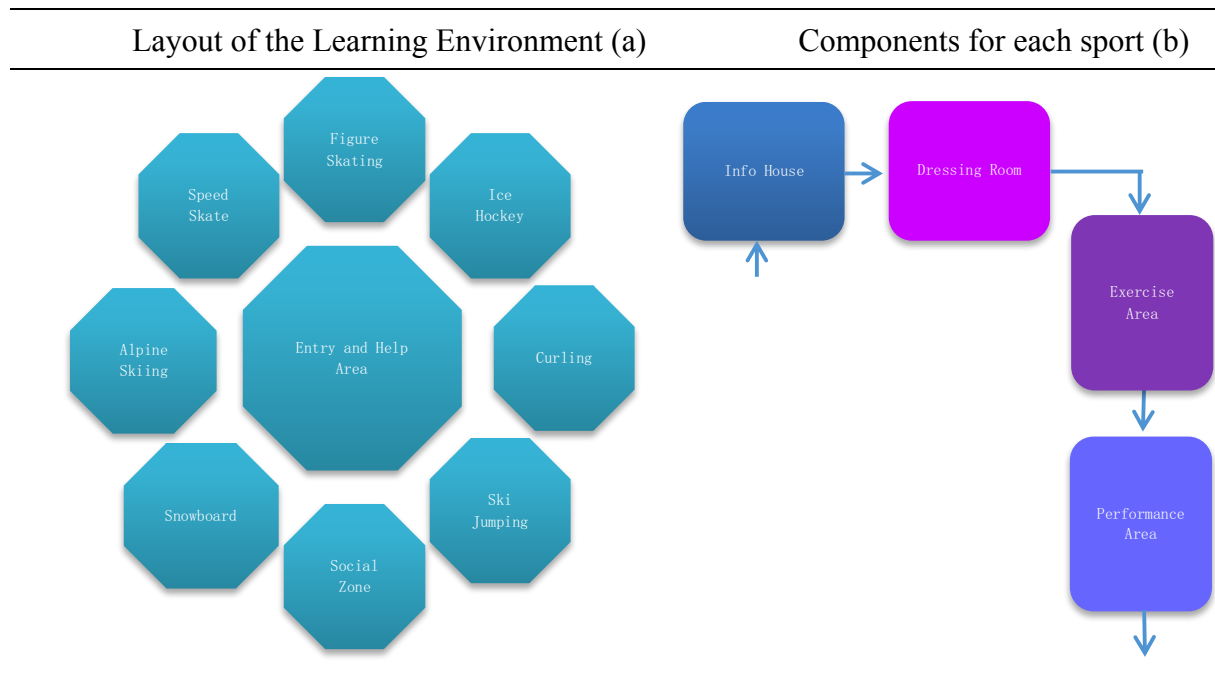 Layout of the Learning Environment (a)
Components for each sport (b)
Figure
Skating
Speed
Skate
Ice
Hockey
Entry and Help
Area
Alpine
Skiing
Curling
Snowboard
Ski
Jumping
Social
Zone
Info House
Dressing Room
Exercise
Area
Performance
Area